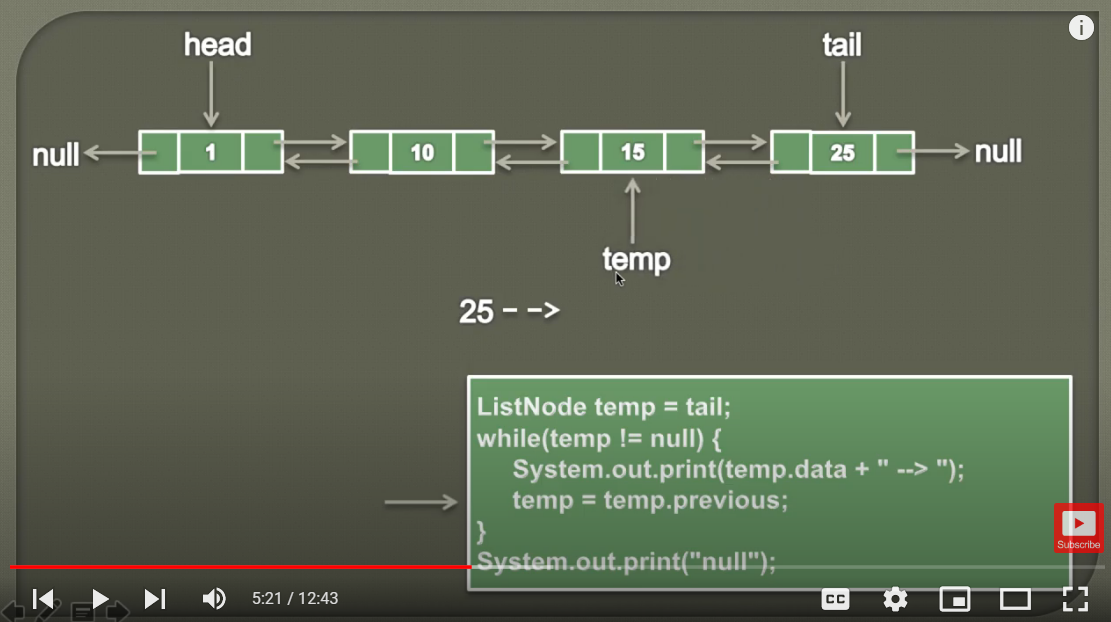 head
tail
null
1
10
15
25
null
temp
25 - ->
ListNode temp = tail;
while(temp != null) {
System.out.print(temp.data + " --> ");
temp = temp.previous;
}
System.out.print("null");
Subscribe
5:21 / 12:43
CC